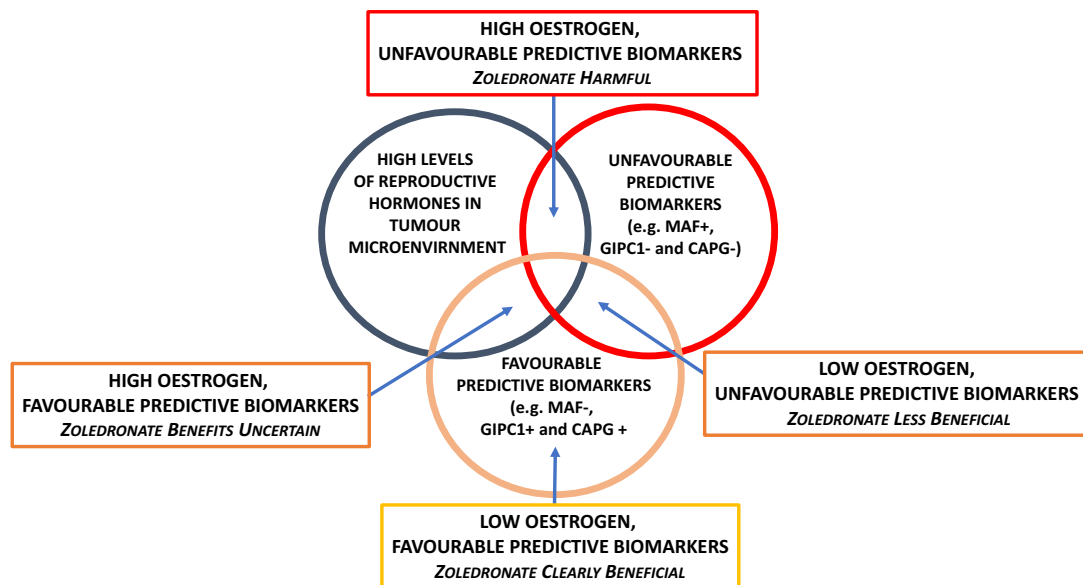 HIGH OESTROGEN,
UNFAVOURABLE PREDICTIVE BIOMARKERS
ZOLEDRONATE HARMFUL
HIGH LEVELS
OF REPRODUCTIVE
HORMONES IN
TUMOUR
MICROENVIRNMENT
UNFAVOURABLE
PREDICTIVE
BIOMARKERS
(e.g. MAF+,
GIPC1- and CAPG-)
HIGH OESTROGEN,
FAVOURABLE PREDICTIVE BIOMARKERS
ZOLEDRONATE BENEFITS UNCERTAIN
FAVOURABLE
PREDICTIVE BIOMARKERS
(e.g. MAF-,
GIPC1+ and CAPG +
LOW OESTROGEN,
UNFAVOURABLE PREDICTIVE BIOMARKERS
ZOLEDRONATE LESS BENEFICIAL
LOW OESTROGEN,
FAVOURABLE PREDICTIVE BIOMARKERS
ZOLEDRONATE CLEARLY BENEFICIAL